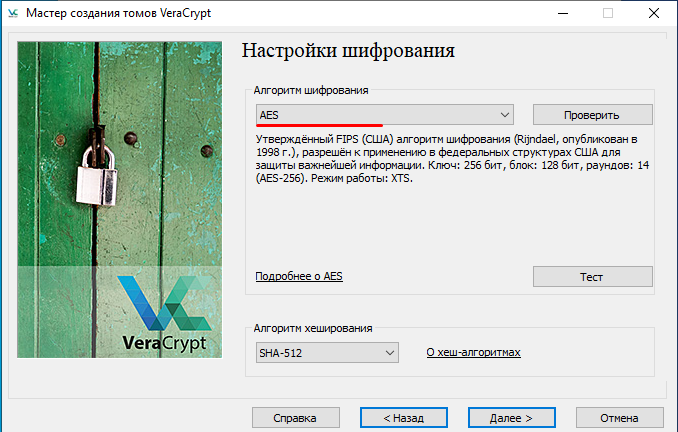 Мастер создания томов VeraCrypt
Настройки шифрования
Алгоритм шифрования
AES
Проверить
Утверждённый FIPS (США) алгоритм шифрования (Rijndael, опубликован в
1998 г.), разрешён к применению в федеральных структурах США для
защиты важнейшей информации. Ключ: 256 бит, блок: 128 бит, раундов: 14
(AES-256). Режим работы: XTS.
Подробнее о AES
Тест
VeraCrypt
Алгоритм хеширования
SHA-512
О хеш-алгоритмах
Справка
< Назад
Далее >
Отмена